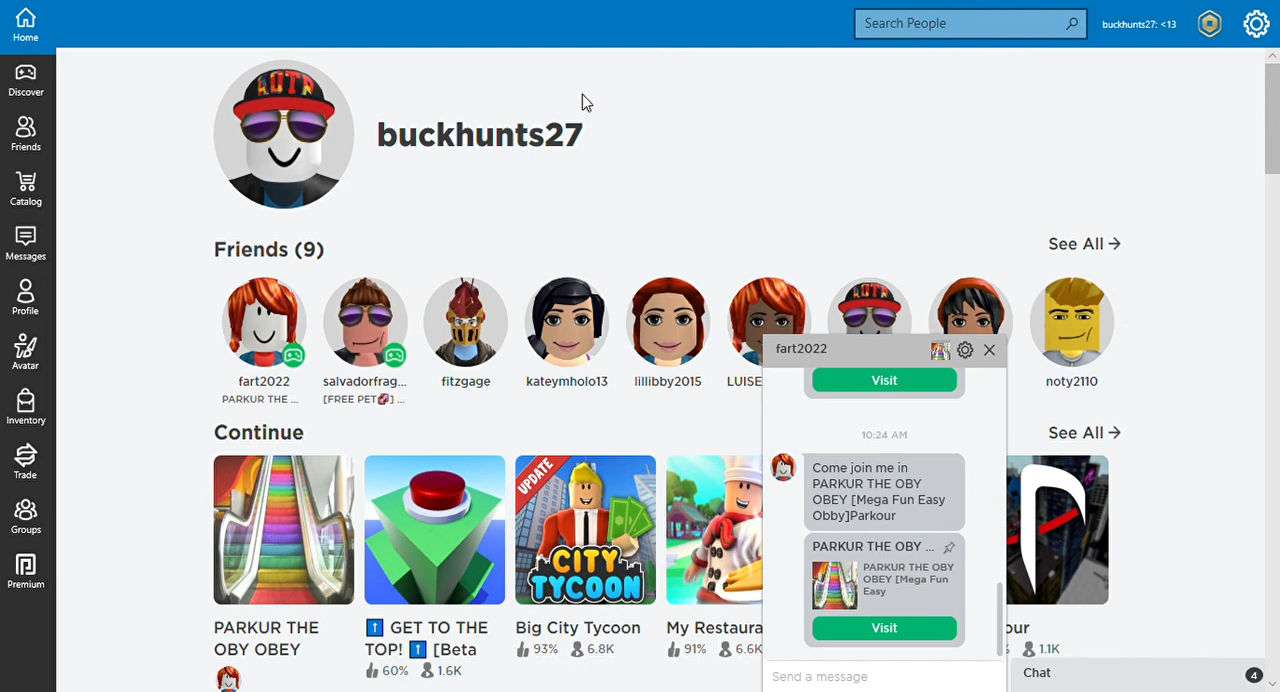 Home
Search People
buckhunts27: <13
Discover
Friends
Catalog
Messages
Profile
Avatar
Inventory
Trade
Groups
Premium
AOTP
buckhunts27
Friends (9)
See All →
fart2022
PARKUR THE ...
salvadorfrag...
[FREE PET] ...
fitzgage
kateymholo13
lillibby2015
LUISE
noty2110
Continue
See All →
UPDATE
CITY
TYCOON
PARKUR THE
OBY OBEY
GET TO THE
TOP! [Beta
60% 1.6K
Big City Tycoon
93% 6.8K
My Restaura
91% 6.6K
our
% 1.1K
fart2022
Visit
10:24 AM
Come join me in
PARKUR THE OBY
OBEY [Mega Fun Easy
Obby]Parkour
PARKUR THE OBY ...
PARKUR THE OBY
OBEY [Mega Fun
Easy
Visit
Send a message
Chat
4